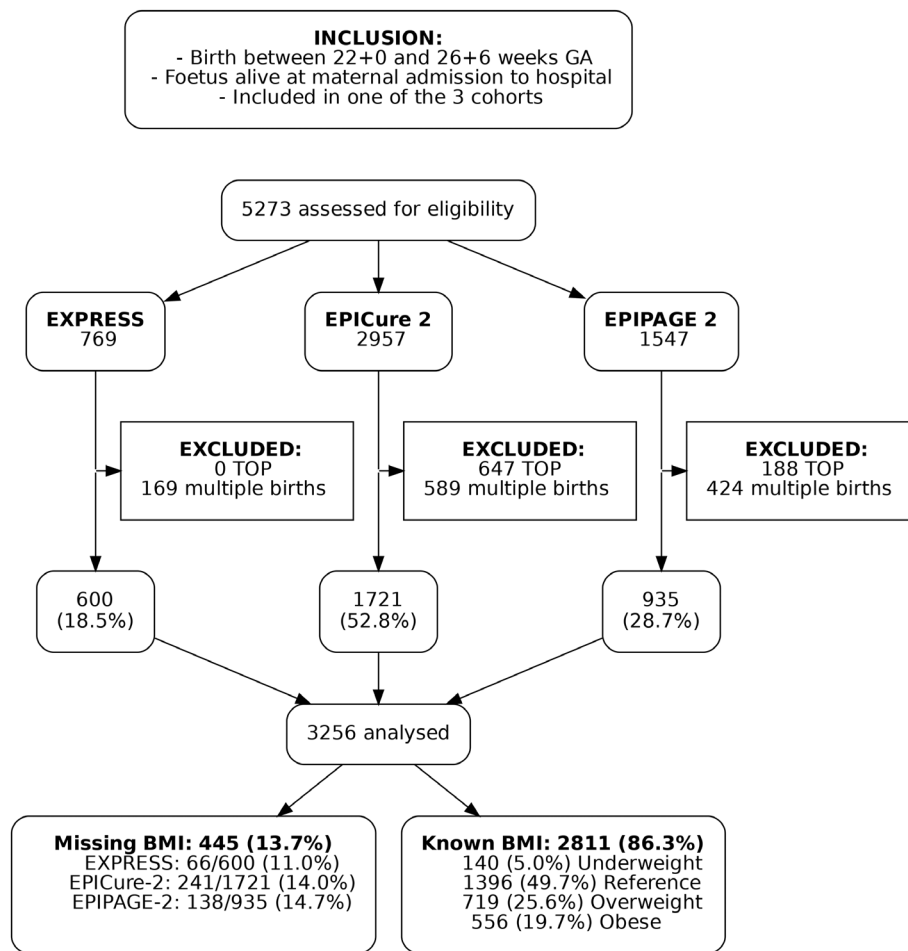 INCLUSION:
- Birth between 22+0 and 26+6 weeks GA
- Foetus alive at maternal admission to hospital
- Included in one of the 3 cohorts
5273 assessed for eligibility
EXPRESS
769
EPICure 2
2957
EPIPAGE 2
1547
EXCLUDED:
0 TOP
169 multiple births
EXCLUDED:
647 TOP
589 multiple births
EXCLUDED:
188 TOP
424 multiple births
600
(18.5%)
1721
(52.8%)
935
(28.7%)
3256 analysed
Missing BMI: 445 (13.7%)
EXPRESS: 66/600 (11.0%)
EPICure-2: 241/1721 (14.0%)
EPIPAGE-2: 138/935 (14.7%)
Known BMI: 2811 (86.3%)
140 (5.0%) Underweight
1396 (49.7%) Reference
719 (25.6%) Overweight
556 (19.7%) Obese